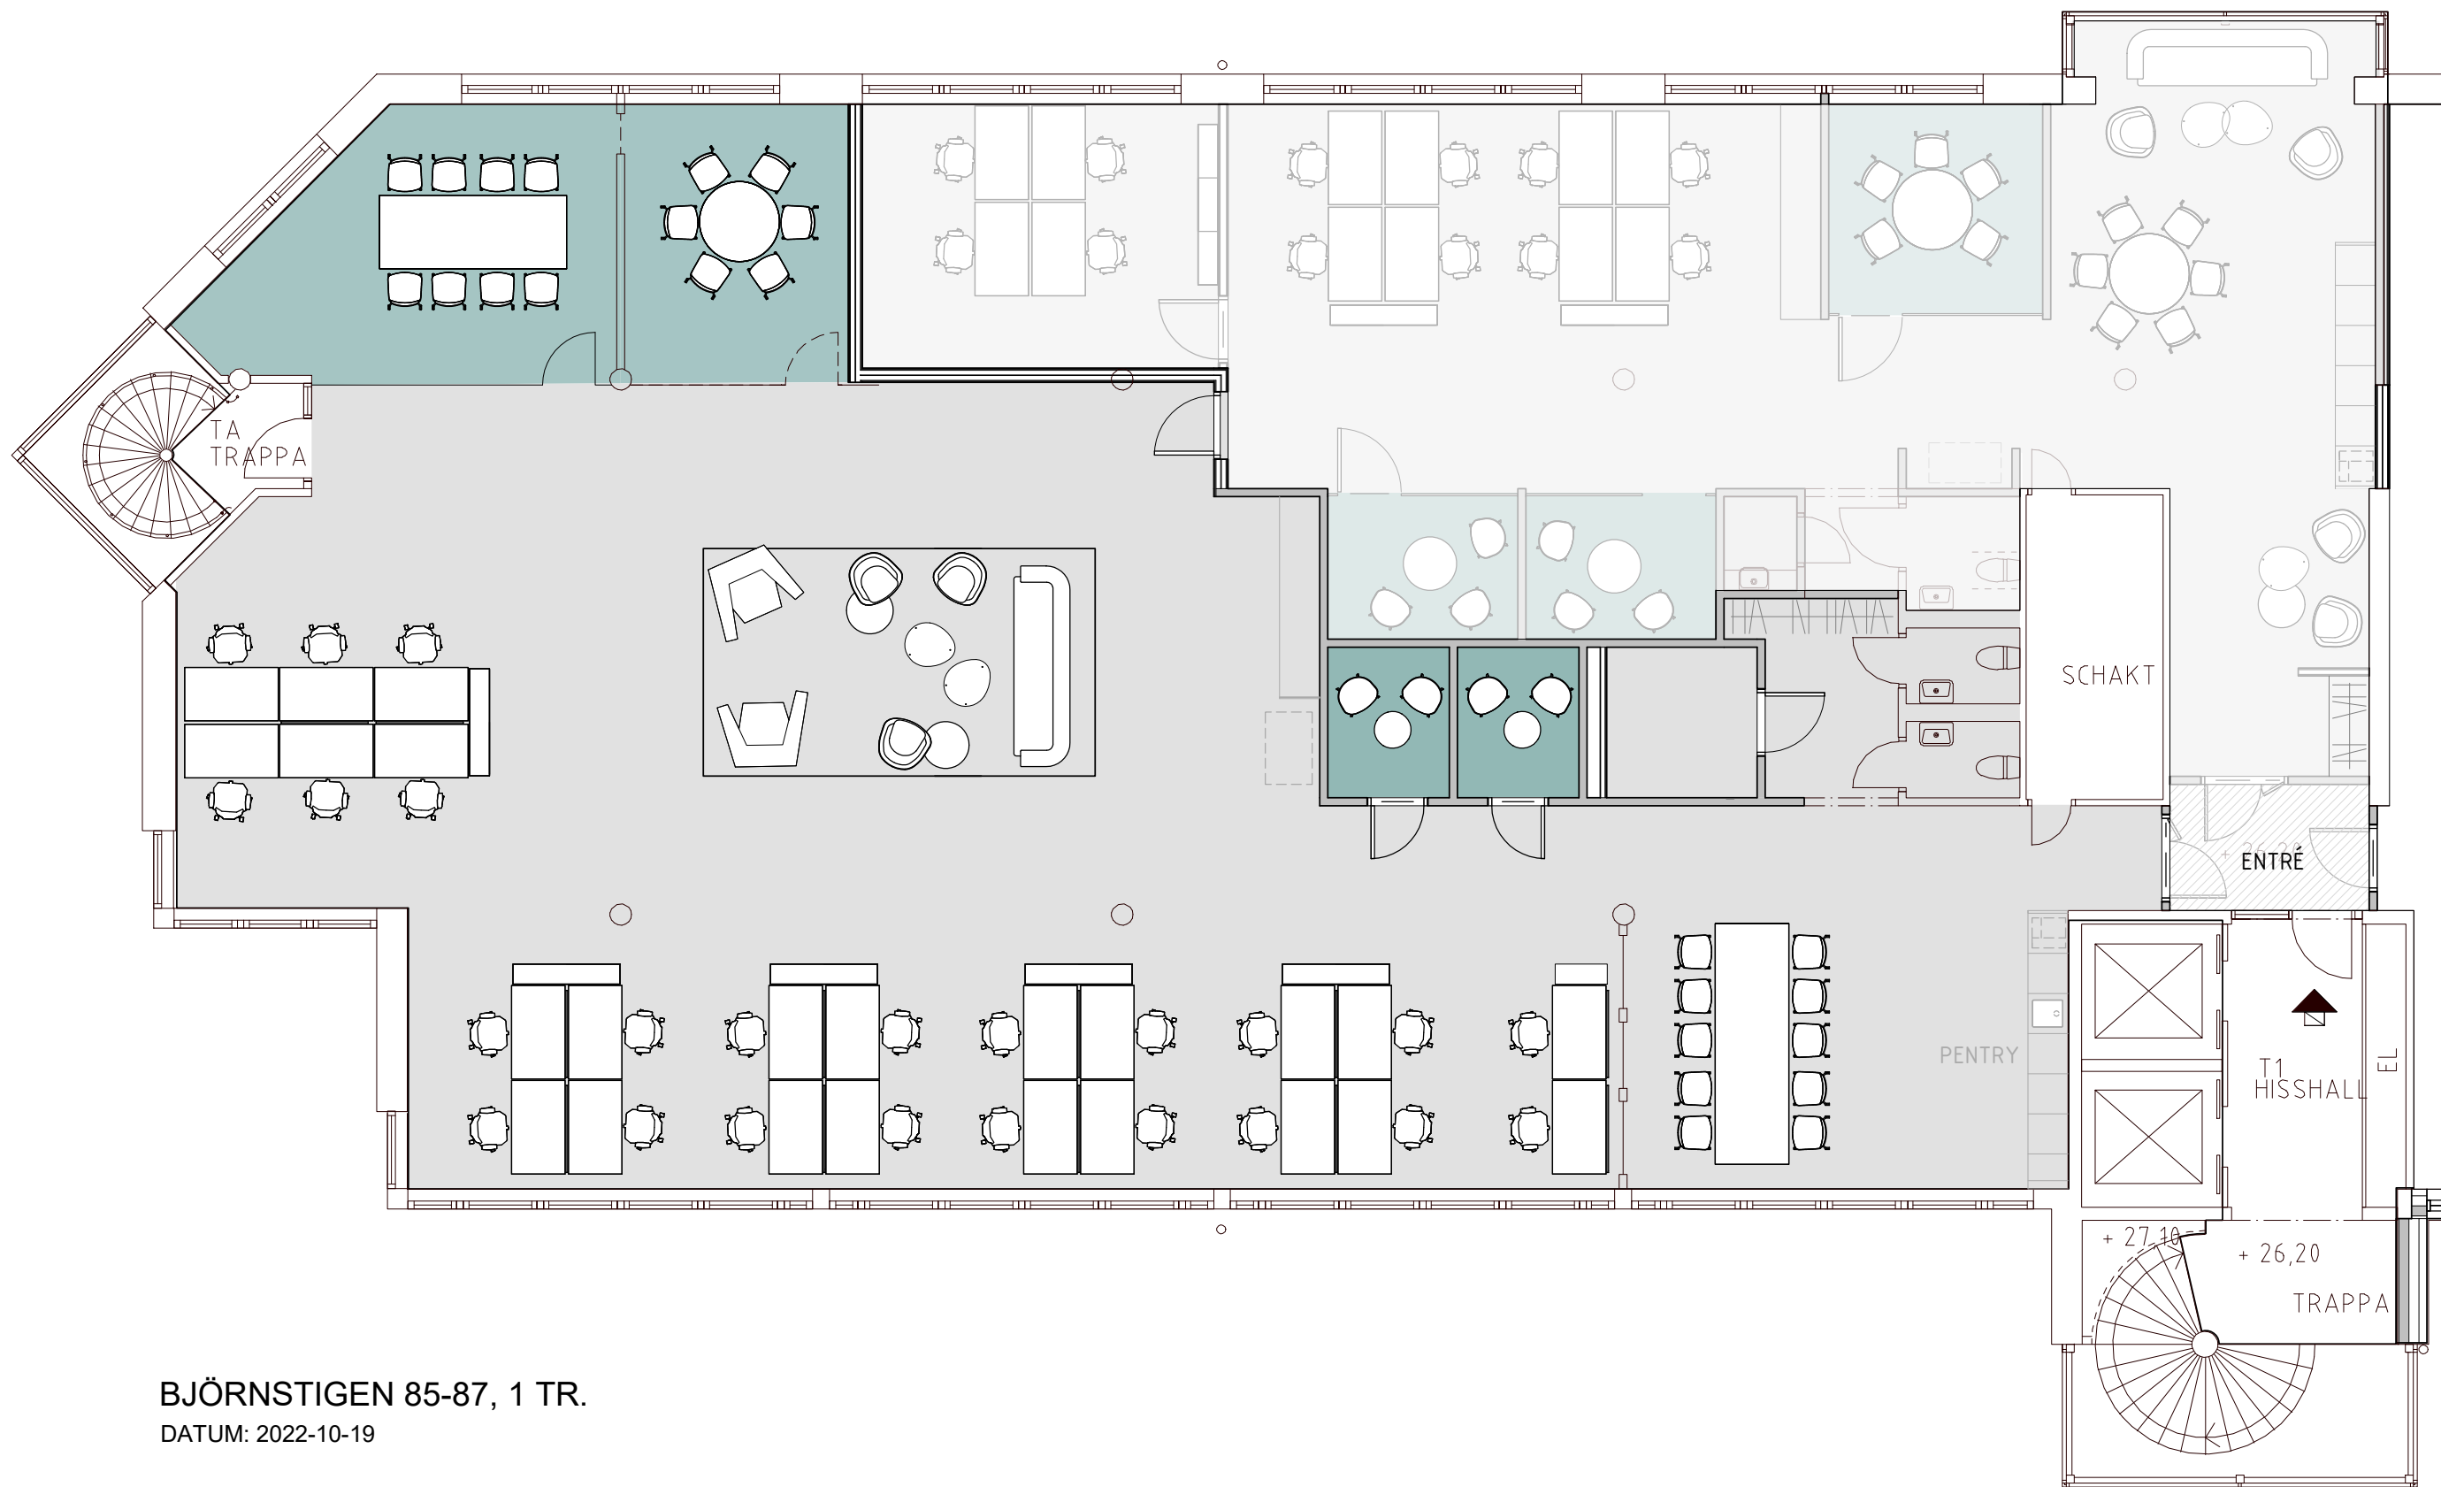 TA
TRAPPA
SCHAKT
ENTRÉ
PENTRY
T1
HISSHALL
EL
+ 27,10
+ 26,20
TRAPPA
BJÖRNSTIGEN 85-87, 1 TR.
DATUM: 2022-10-19